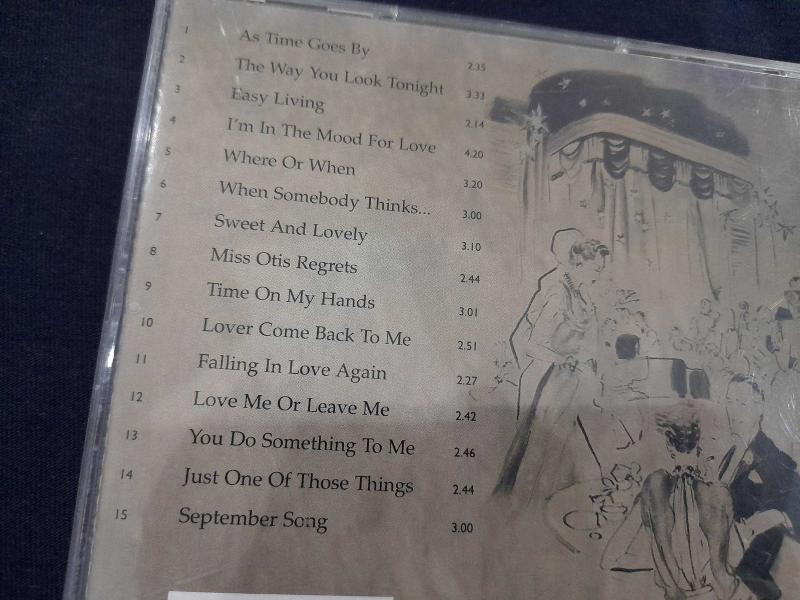 1 As Time Goes By 2.35
2 The Way You Look Tonight 3.33
3 Easy Living 2.14
4 I'm In The Mood For Love 4.20
5 Where Or When 3.20
6 When Somebody Thinks... 3.00
7 Sweet And Lovely 3.10
8 Miss Otis Regrets 2.44
9 Time On My Hands 3.01
10 Lover Come Back To Me 2.51
11 Falling In Love Again 2.27
12 Love Me Or Leave Me 2.42
13 You Do Something To Me 2.46
14 Just One Of Those Things 2.44
15 September Song 3.00